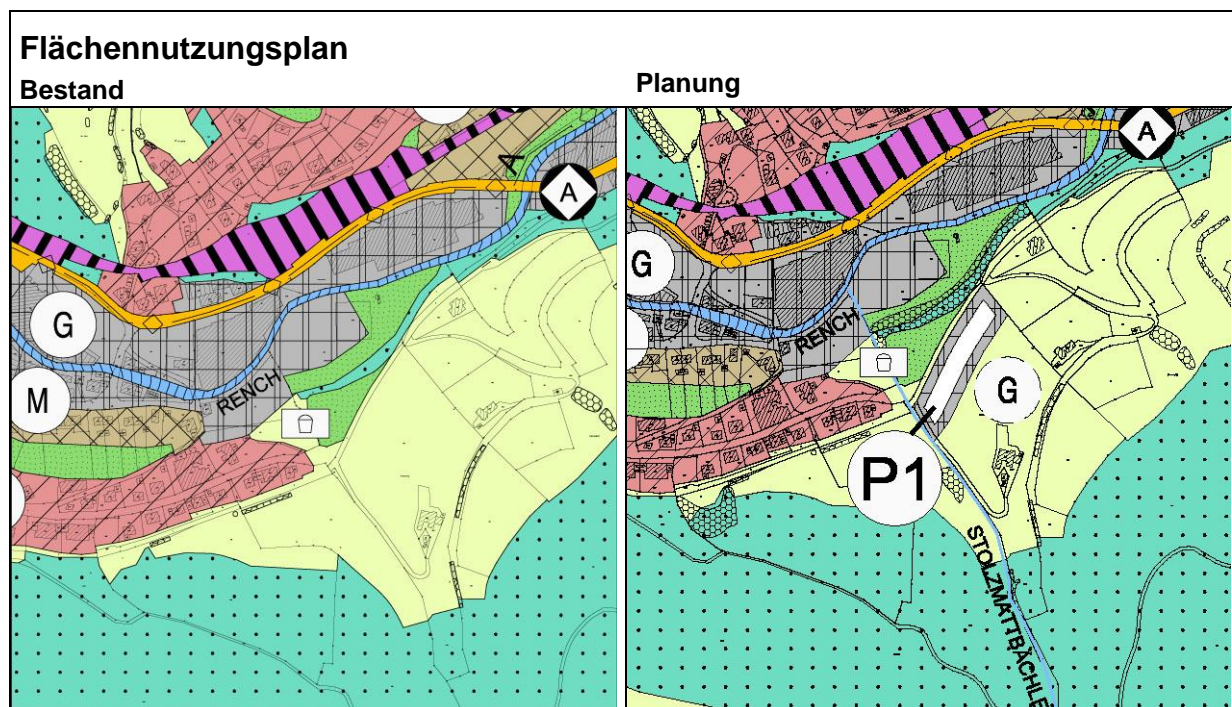 Flächennutzungsplan
Bestand
Planung
A
A
G
M
RENCH
A
G
RENCH
G
P1
STOLZMATTBÄCHLE